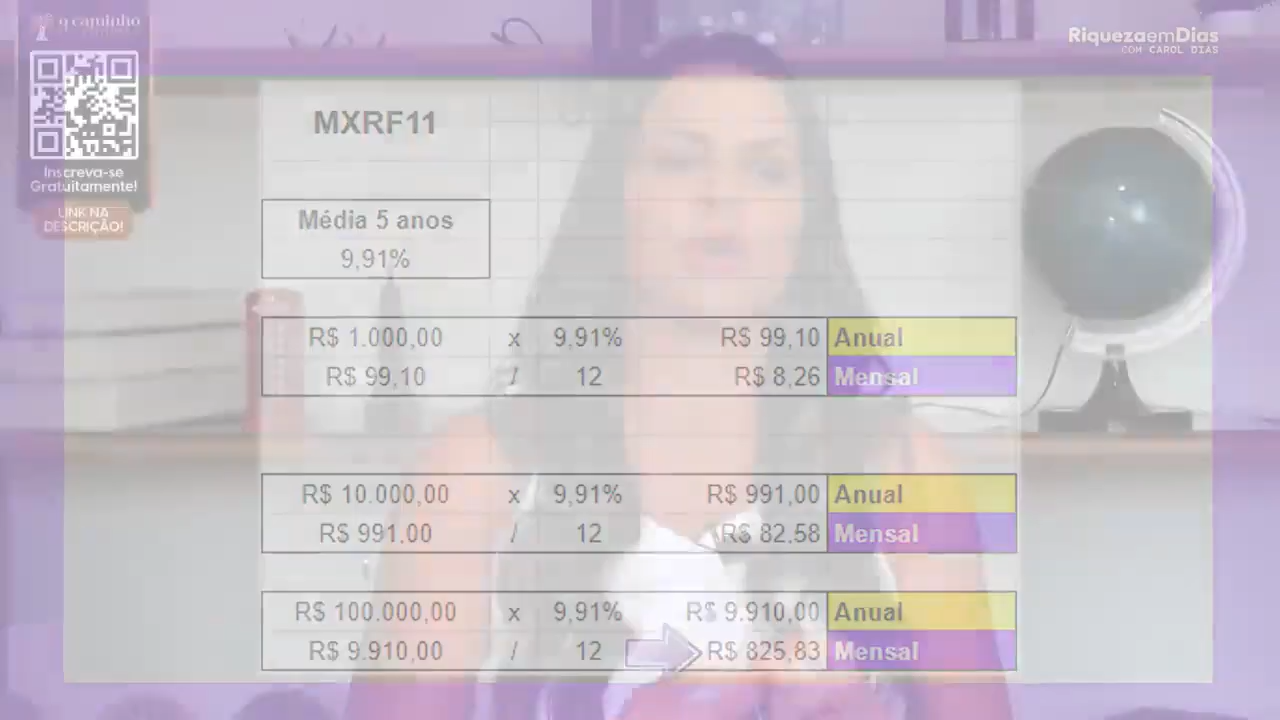 o caminho
RiquezaemDias
COM CAROL DIAS
Inscreva-se
Gratuitamente!
LINK NA
DESCRIÇÃO!
MXRF11
Média 5 anos
9,91%
R$ 1.000,00 x 9,91% R$ 99,10 Anual
R$ 99,10 / 12 R$ 8,26 Mensal
R$ 10.000,00 x 9,91% R$ 991,00 Anual
R$ 991,00 / 12 R$ 82,58 Mensal
R$ 100.000,00 x 9,91% R$ 9.910,00 Anual
R$ 9.910,00 / 12 R$ 825,83 Mensal